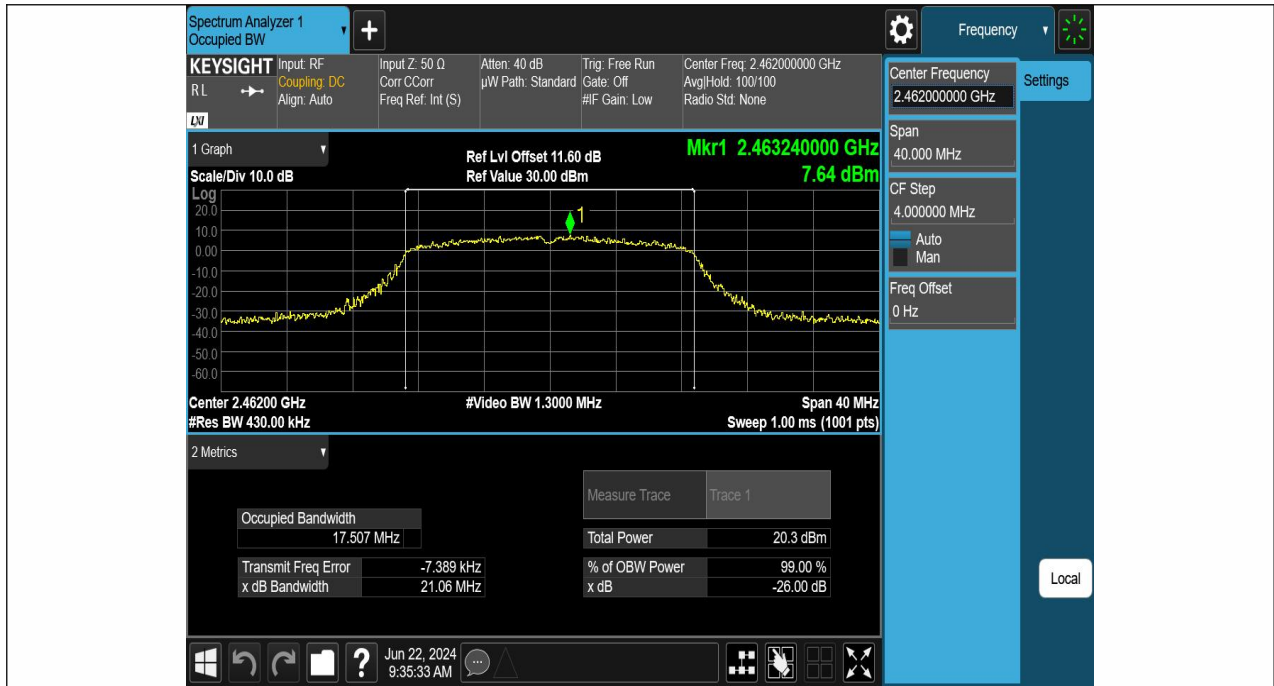 Spectrum Analyzer 1
Occupied BW
+
Frequency
KEYSIGHT
RL
LXI
Input: RF
Coupling: DC
Align: Auto
Input Z: 50 Ω
Corr CCorr
Freq Ref: Int (S)
Atten: 40 dB
µW Path: Standard
Trig: Free Run
Gate: Off
#IF Gain: Low
Center Freq: 2.462000000 GHz
Avg|Hold: 100/100
Radio Std: None
1 Graph
Scale/Div 10.0 dB
Ref Lvl Offset 11.60 dB
Ref Value 30.00 dBm
Mkr1 2.463240000 GHz
7.64 dBm
Log
20.0
10.0
0.00
-10.0
-20.0
-30.0
-40.0
-50.0
-60.0
1
Center 2.46200 GHz
#Res BW 430.00 kHz
#Video BW 1.3000 MHz
Span 40 MHz
Sweep 1.00 ms (1001 pts)
2 Metrics
Measure Trace Trace 1
Occupied Bandwidth
17.507 MHz
Total Power 20.3 dBm
Transmit Freq Error -7.389 kHz
x dB Bandwidth 21.06 MHz
% of OBW Power 99.00 %
x dB -26.00 dB
Center Frequency
2.462000000 GHz
Settings
Span
40.000 MHz
CF Step
4.000000 MHz
Auto
Man
Freq Offset
0 Hz
Local
?
Jun 22, 2024
9:35:33 AM